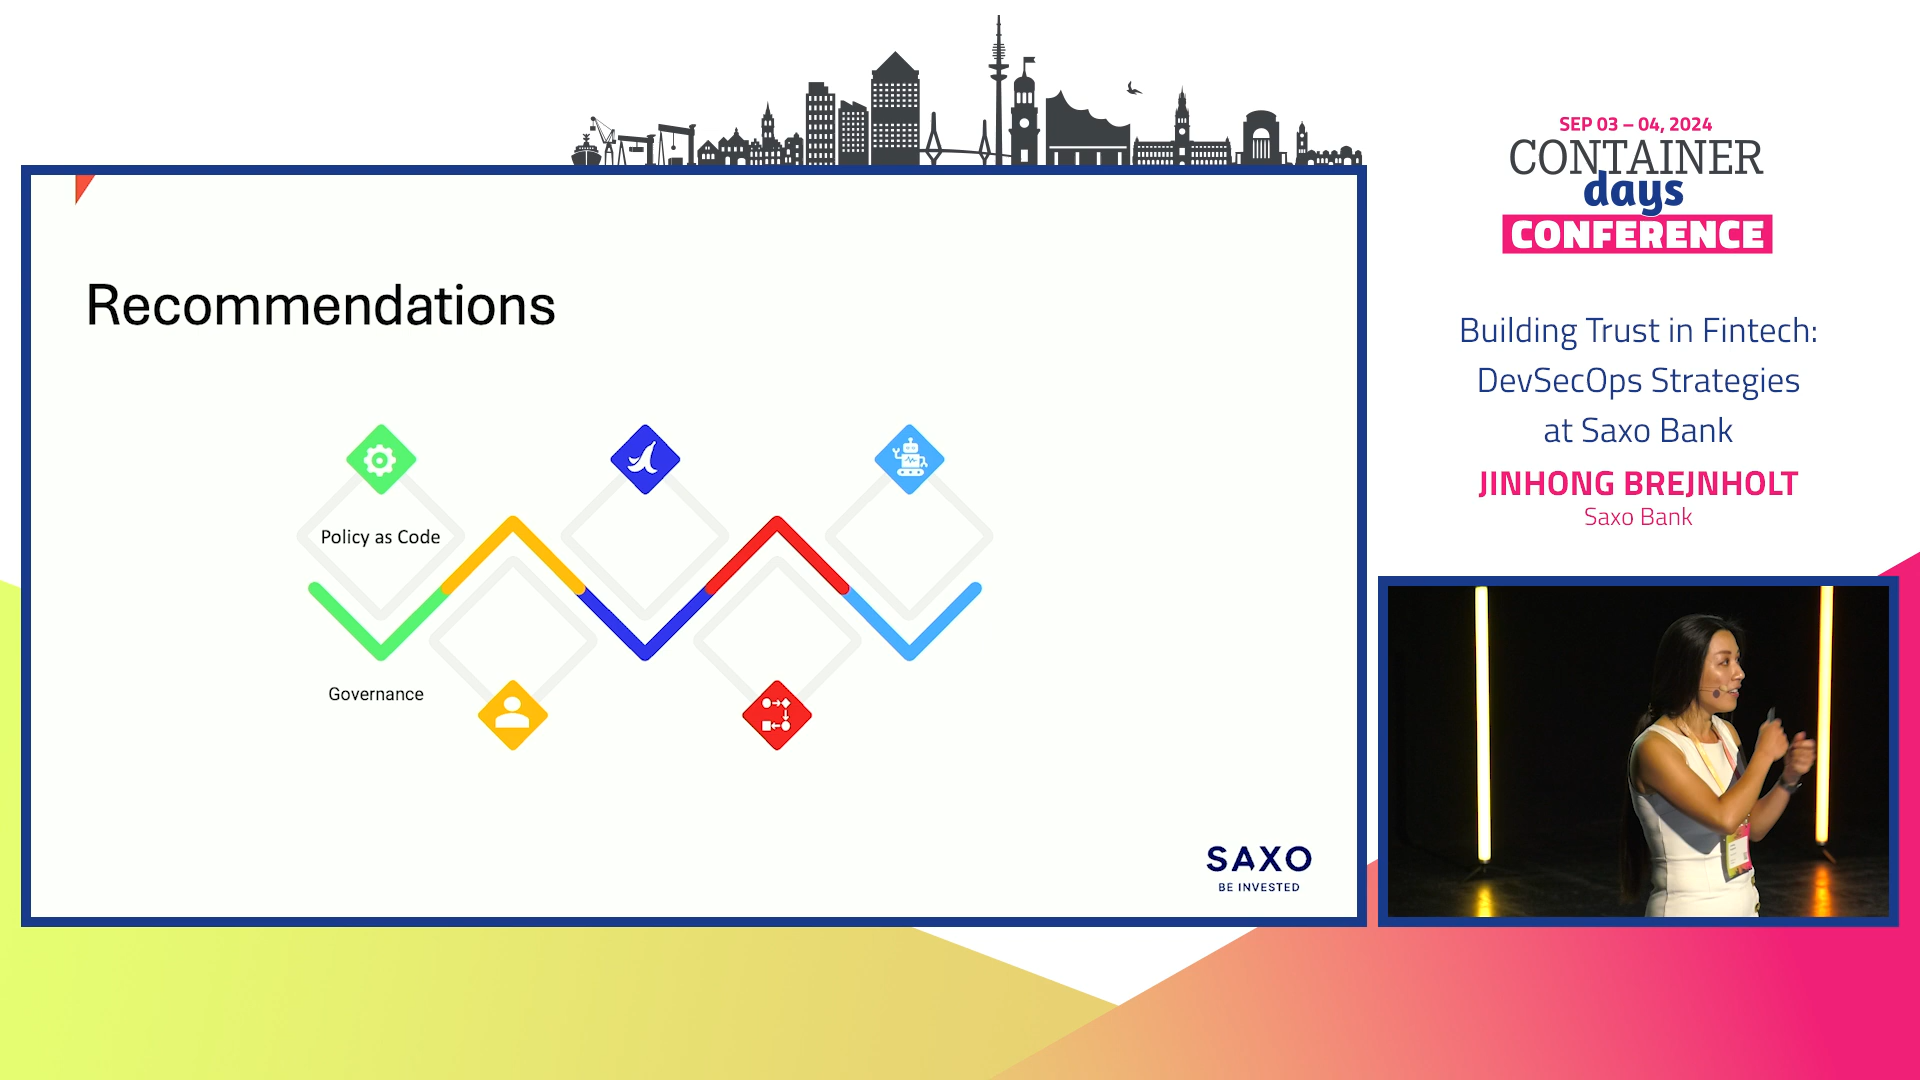 SEP 03 – 04, 2024
CONTAINER
days
CONFERENCE
Recommendations
Policy as Code
Governance
SAXO
BE INVESTED
Building Trust in Fintech:
DevSecOps Strategies
at Saxo Bank
JINHONG BREJNHOLT
Saxo Bank